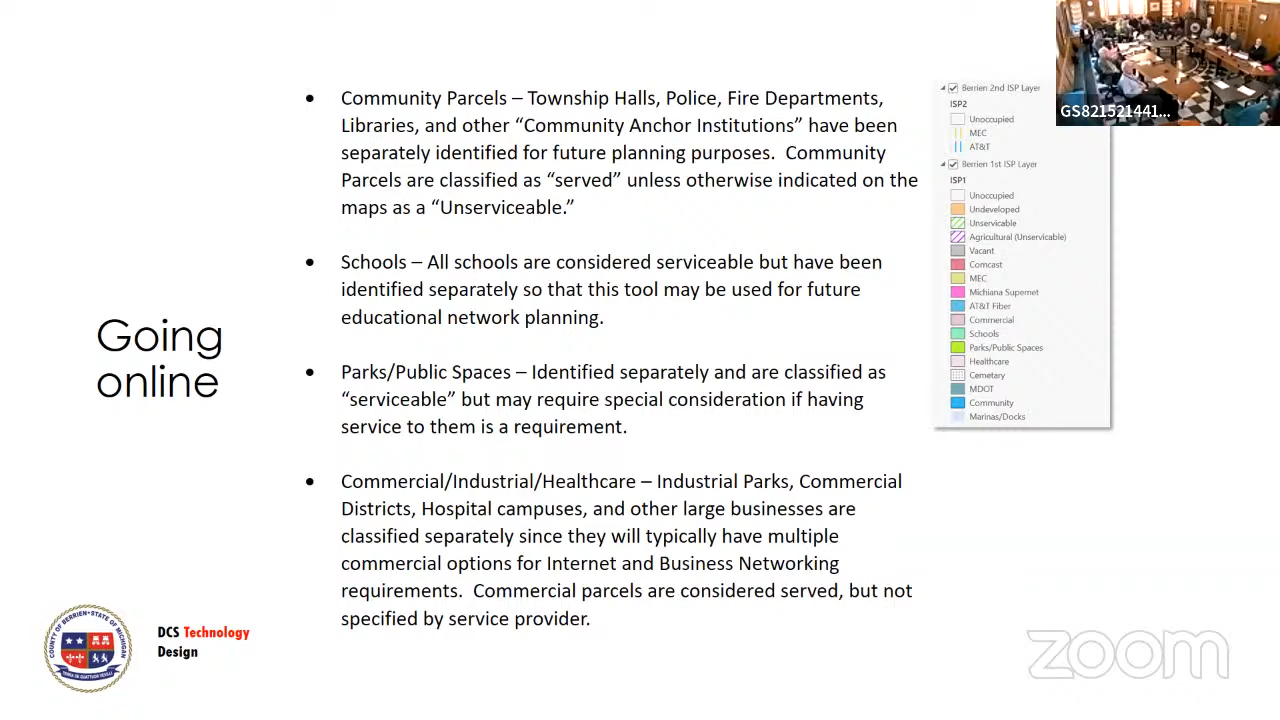 Going
online
• Community Parcels – Township Halls, Police, Fire Departments,
Libraries, and other “Community Anchor Institutions” have been
separately identified for future planning purposes.  Community
Parcels are classified as “served” unless otherwise indicated on the
maps as a “Unserviceable.”
• Schools – All schools are considered serviceable but have been
identified separately so that this tool may be used for future
educational network planning.
• Parks/Public Spaces – Identified separately and are classified as
“serviceable” but may require special consideration if having
service to them is a requirement.
• Commercial/Industrial/Healthcare – Industrial Parks, Commercial
Districts, Hospital campuses, and other large businesses are
classified separately since they will typically have multiple
commercial options for Internet and Business Networking
requirements.  Commercial parcels are considered served, but not
specified by service provider.
Berrien 2nd ISP Layer
ISP2
Unoccupied
MEC
AT&T
Berrien 1st ISP Layer
ISP1
Unoccupied
Undeveloped
Unservicable
Agricultural (Unservicable)
Vacant
Comcast
MEC
Michiana Supernet
AT&T Fiber
Commercial
Schools
Parks/Public Spaces
Healthcare
Cemetary
MDOT
Community
Marinas/Docks
GS821521441...
COUNTY OF BERRIEN • STATE OF MICHIGAN
DCS Technology
Design
zoom